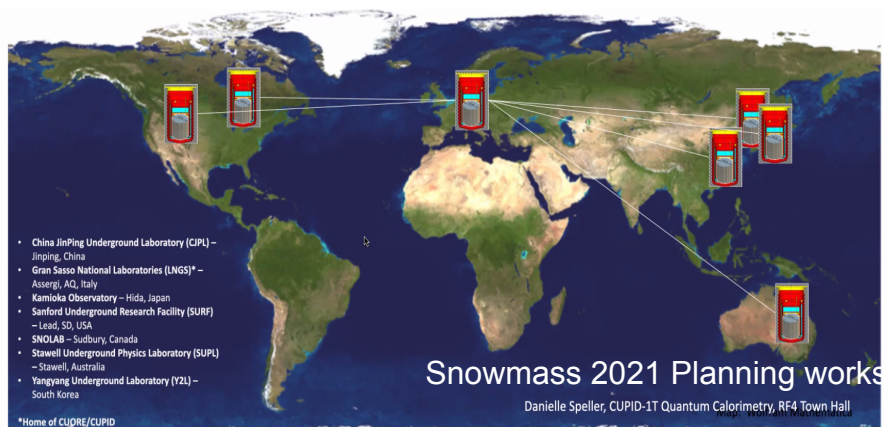 • China JinPing Underground Laboratory (CJPL) –
Jinping, China
• Gran Sasso National Laboratories (LNGS)* –
Assergi, AQ, Italy
• Kamioka Observatory – Hida, Japan
• Sanford Underground Research Facility (SURF)
– Lead, SD, USA
• SNOLAB – Sudbury, Canada
• Stawell Underground Physics Laboratory (SUPL)
– Stawell, Australia
• Yangyang Underground Laboratory (Y2L) –
South Korea
*Home of CUORE/CUPID
Snowmass 2021 Planning works
Danielle Speller, CUPID-1T Quantum Calorimetry, RF4 Town Hall
Map: Wolfram Mathematica